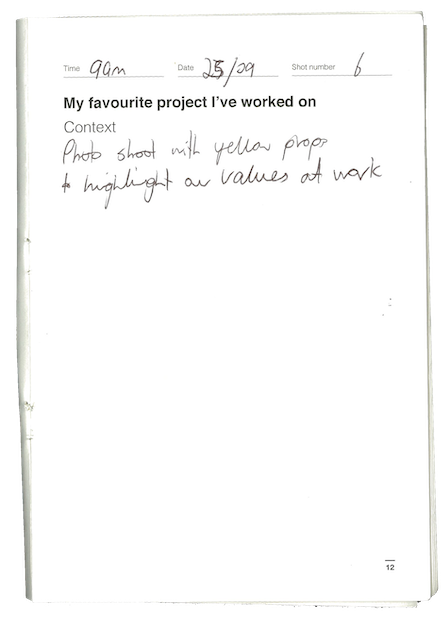 Time 9am Date 25/09 Shot number 6
My favourite project I've worked on
Context
Photo shoot with yellow props
to highlight our values at work
12